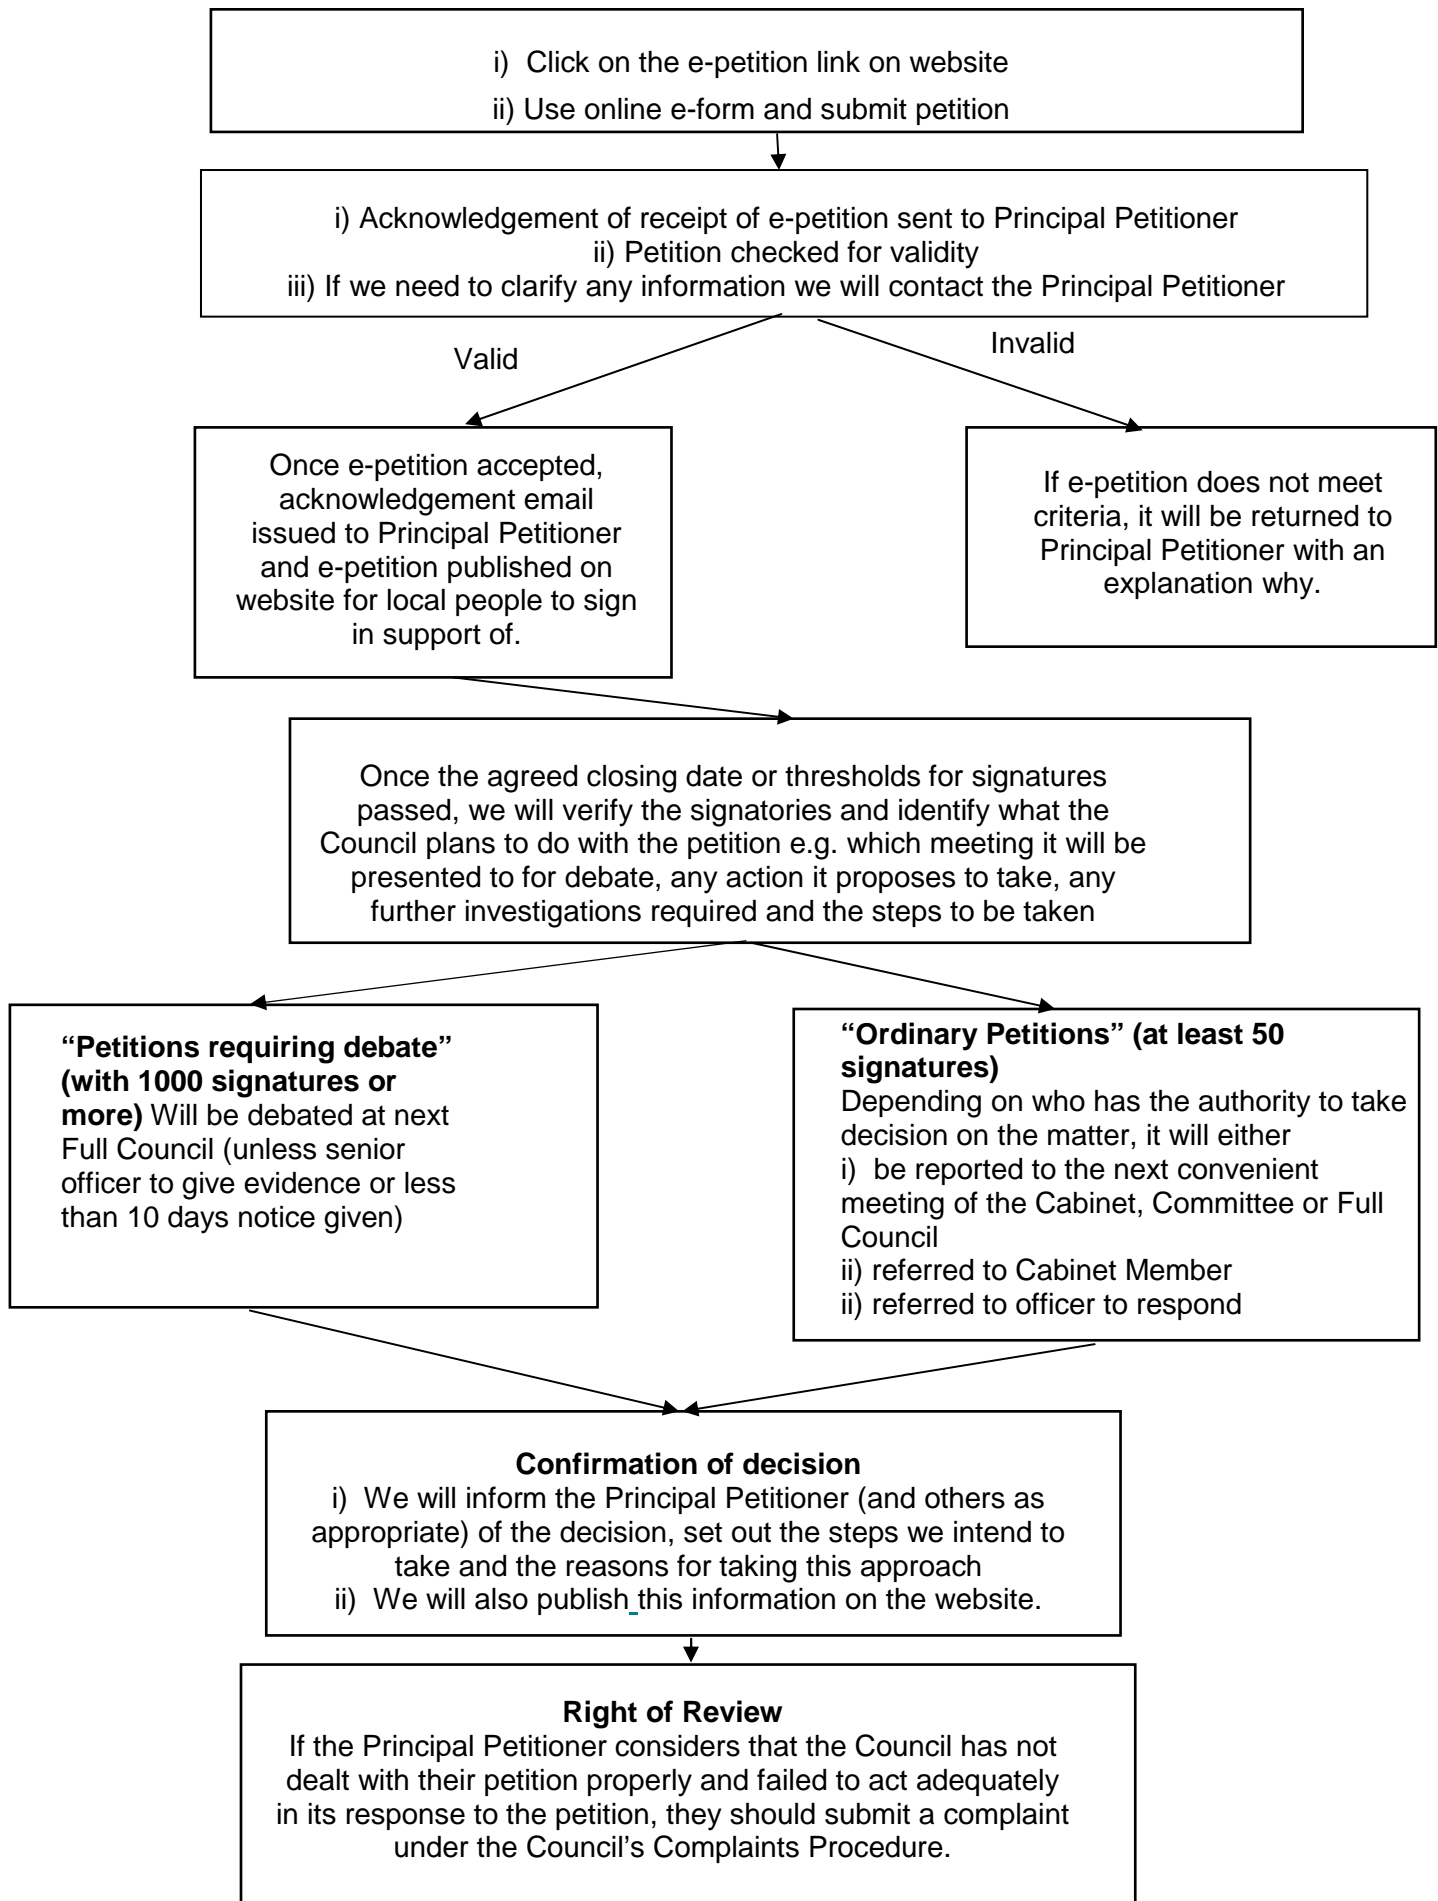 i) Click on the e-petition link on website
ii) Use online e-form and submit petition
i) Acknowledgement of receipt of e-petition sent to Principal Petitioner
ii) Petition checked for validity
iii) If we need to clarify any information we will contact the Principal Petitioner
Valid
Invalid
Once e-petition accepted,
acknowledgement email
issued to Principal Petitioner
and e-petition published on
website for local people to sign
in support of.
If e-petition does not meet
criteria, it will be returned to
Principal Petitioner with an
explanation why.
Once the agreed closing date or thresholds for signatures
passed, we will verify the signatories and identify what the
Council plans to do with the petition e.g. which meeting it will be
presented to for debate, any action it proposes to take, any
further investigations required and the steps to be taken
“Petitions requiring debate”
(with 1000 signatures or
more) Will be debated at next
Full Council (unless senior
officer to give evidence or less
than 10 days notice given)
“Ordinary Petitions” (at least 50
signatures)
Depending on who has the authority to take
decision on the matter, it will either
i) be reported to the next convenient
meeting of the Cabinet, Committee or Full
Council
ii) referred to Cabinet Member
ii) referred to officer to respond
Confirmation of decision
i) We will inform the Principal Petitioner (and others as
appropriate) of the decision, set out the steps we intend to
take and the reasons for taking this approach
ii) We will also publish this information on the website.
Right of Review
If the Principal Petitioner considers that the Council has not
dealt with their petition properly and failed to act adequately
in its response to the petition, they should submit a complaint
under the Council’s Complaints Procedure.